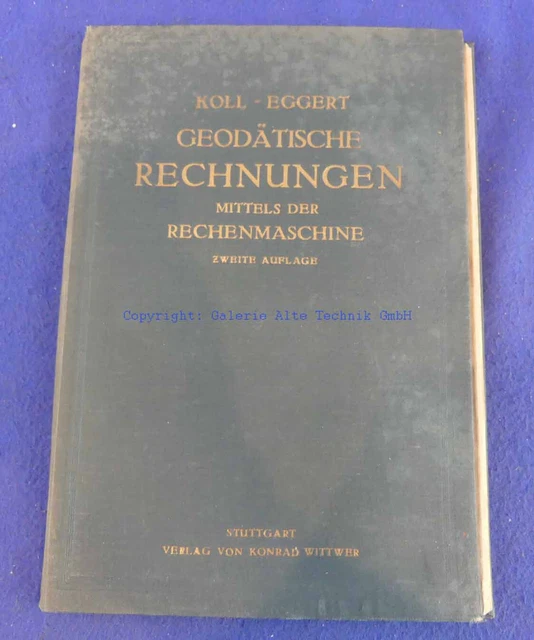 KOLL - EGGERT
GEODÄTISCHE
RECHNUNGEN
MITTELS DER
RECHENMASCHINE
ZWEITE AUFLAGE
Copyright: Galerie Alte Technik GmbH
STUTTGART
VERLAG VON KONRAD WITTWER